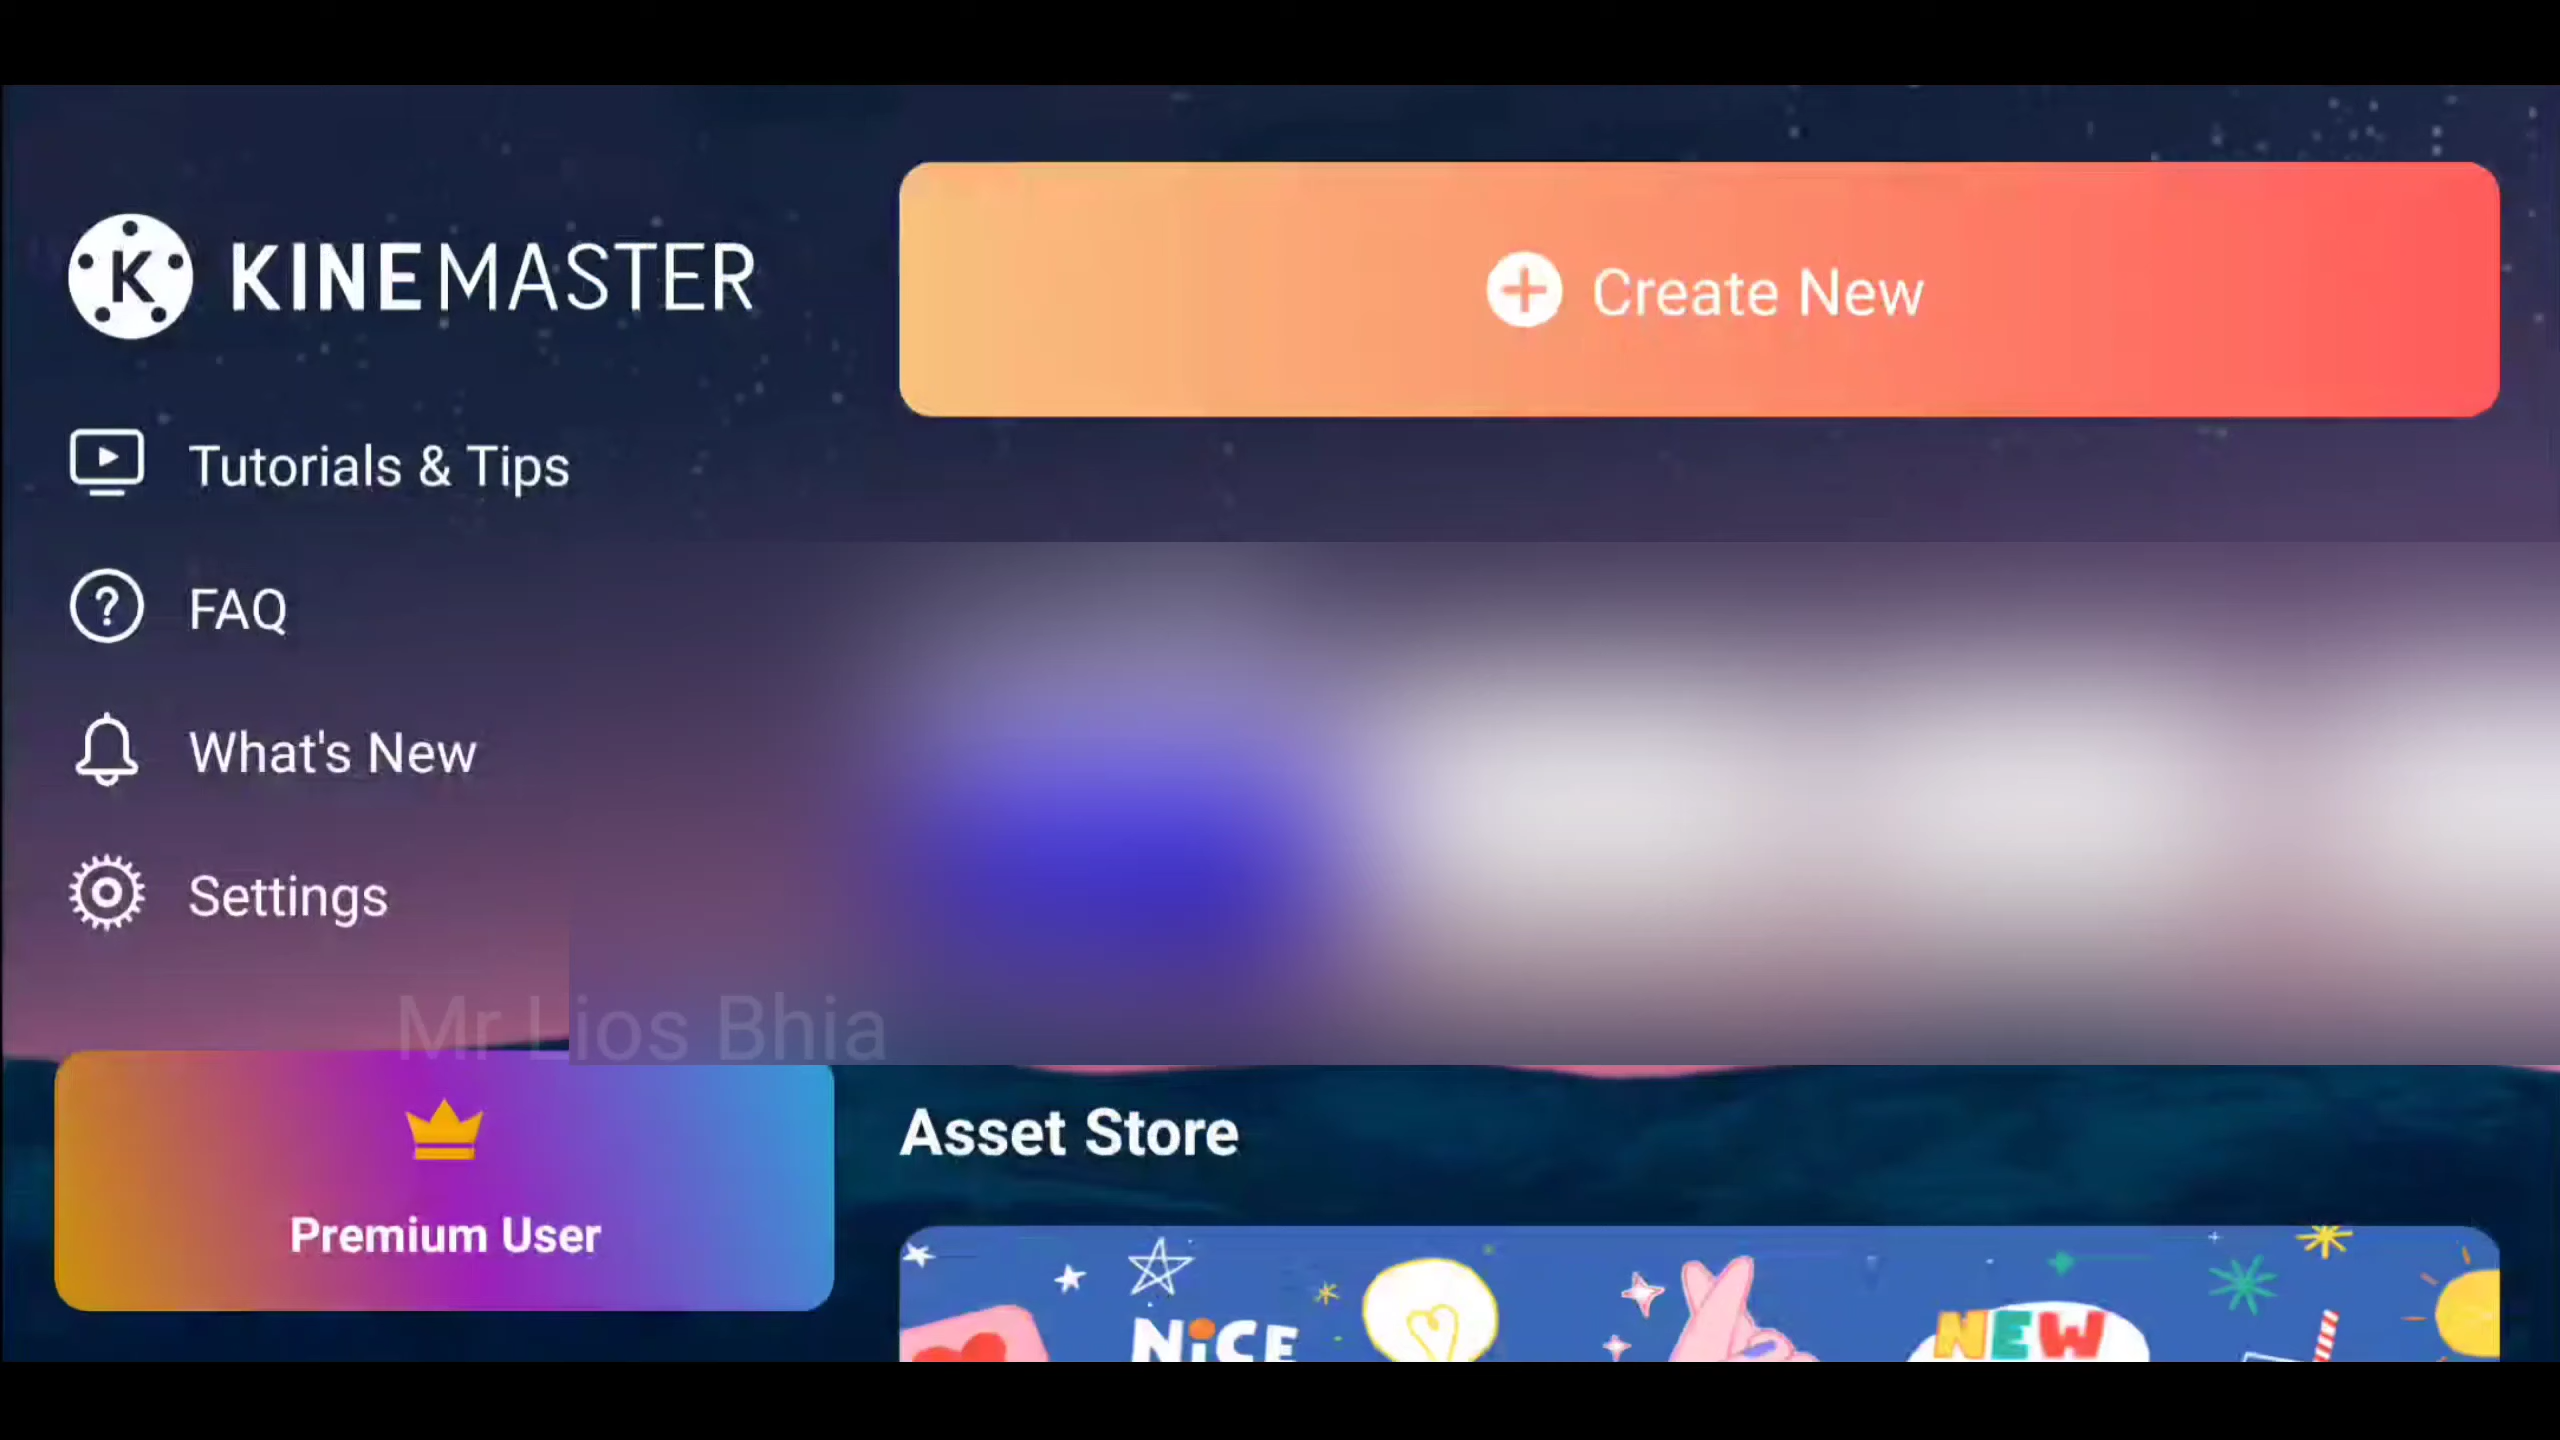 K KINEMASTER
Create New
Tutorials & Tips
FAQ
What's New
Settings
Mr Lios Bhia
Premium User
Asset Store
NiCE
NEW